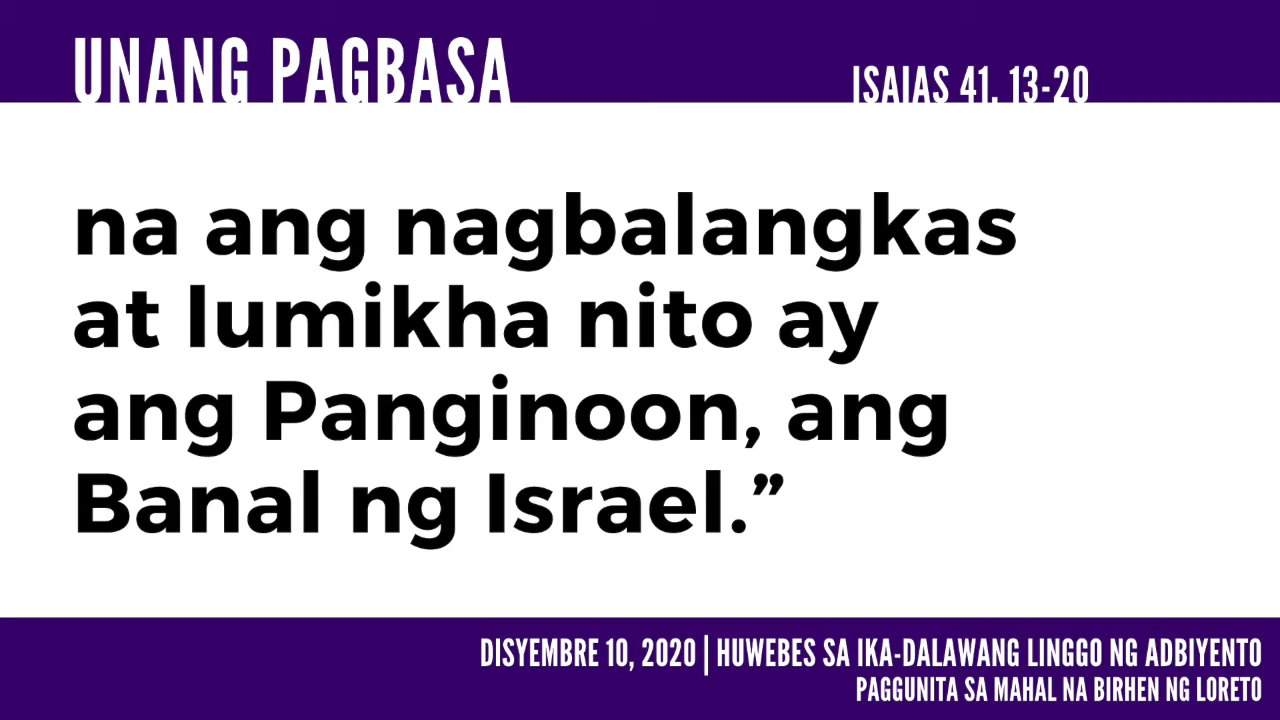 UNANG PAGBASA
ISAIAS 41, 13-20
na ang nagbalangkas
at lumikha nito ay
ang Panginoon, ang
Banal ng Israel.”
DISYEMBRE 10, 2020 | HUWEBES SA IKA-DALAWANG LINGGO NG ADBIYENTO
PAGGUNITA SA MAHAL NA BIRHEN NG LORETO